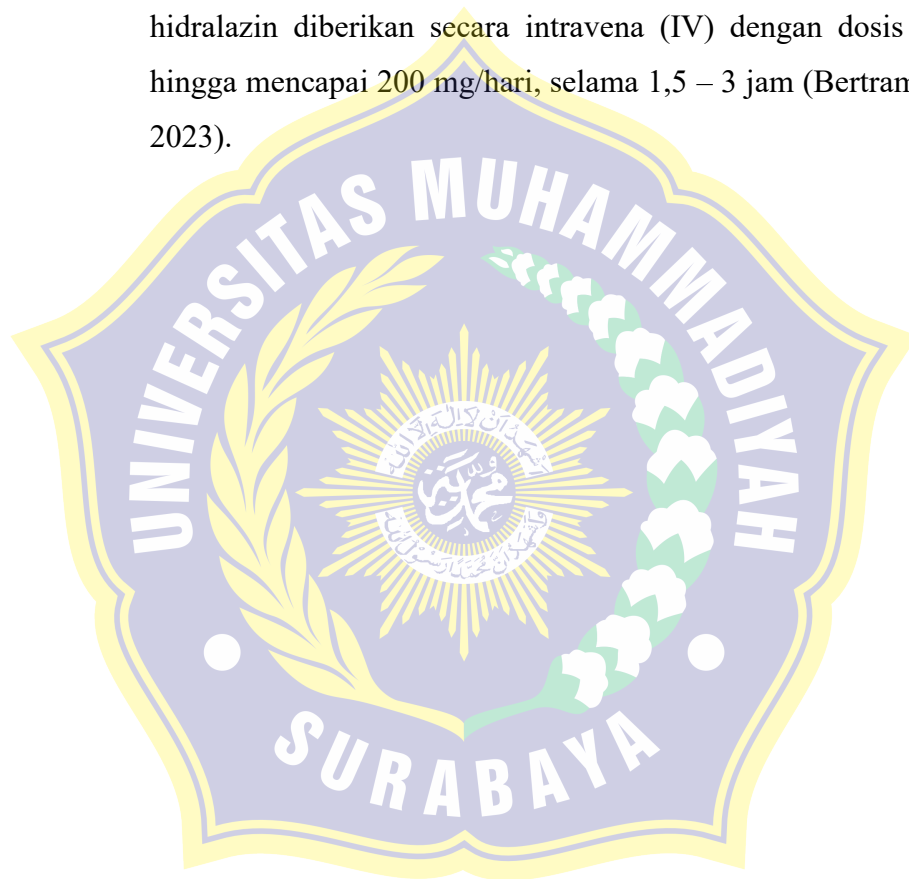 hidralazin diberikan secara intravena (IV) dengan dosis
hingga mencapai 200 mg/hari, selama 1,5 – 3 jam (Bertram
2023).
UNIVERSITAS MUHAMMADIYAH
SURABAYA